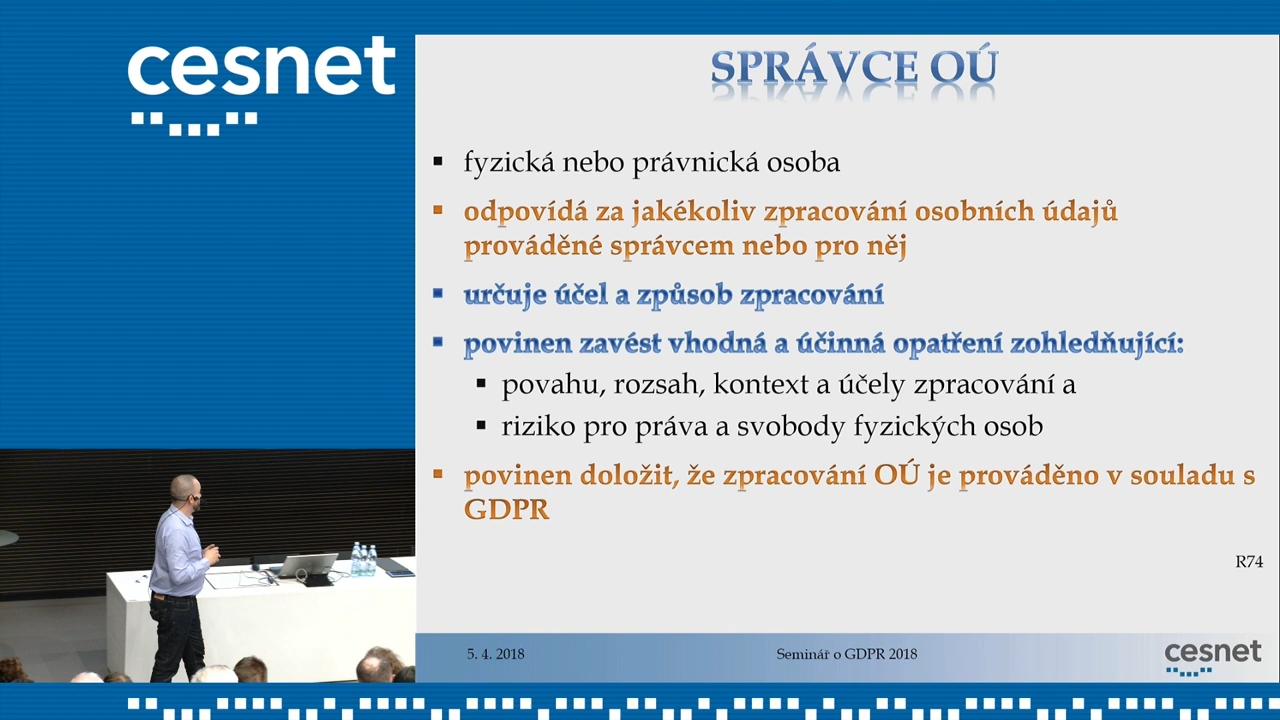 cesnet
SPRÁVCE OÚ
▪ fyzická nebo právnická osoba
▪ odpovídá za jakékoliv zpracování osobních údajů
prováděné správcem nebo pro něj
▪ určuje účel a způsob zpracování
▪ povinen zavést vhodná a účinná opatření zohledňující:
▪ povahu, rozsah, kontext a účely zpracování a
▪ riziko pro práva a svobody fyzických osob
▪ povinen doložit, že zpracování OÚ je prováděno v souladu s
GDPR
R74
5. 4. 2018 Seminář o GDPR 2018 cesnet